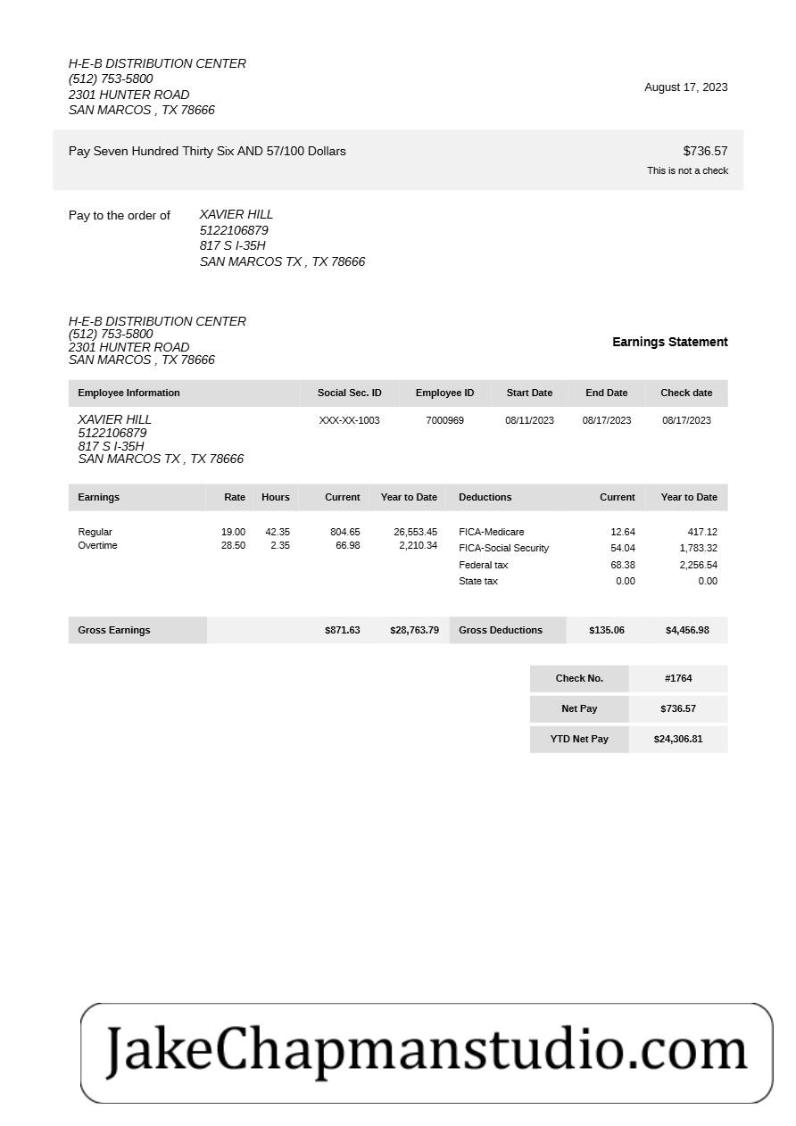 H-E-B DISTRIBUTION CENTER
(512) 753-5800
2301 HUNTER ROAD
SAN MARCOS , TX 78666
August 17, 2023
Pay Seven Hundred Thirty Six AND 57/100 Dollars $736.57
This is not a check
Pay to the order of XAVIER HILL
5122106879
817 S I-35H
SAN MARCOS TX , TX 78666
H-E-B DISTRIBUTION CENTER
(512) 753-5800
2301 HUNTER ROAD
SAN MARCOS , TX 78666
Earnings Statement
Employee Information Social Sec. ID Employee ID Start Date End Date Check date
XAVIER HILL XXX-XX-1003 7000969 08/11/2023 08/17/2023 08/17/2023
5122106879
817 S I-35H
SAN MARCOS TX , TX 78666
Earnings Rate Hours Current Year to Date Deductions Current Year to Date
Regular 19.00 42.35 804.65 26,553.45 FICA-Medicare 12.64 417.12
Overtime 28.50 2.35 66.98 2,210.34 FICA-Social Security 54.04 1,783.32
Federal tax 68.38 2,256.54
State tax 0.00 0.00
Gross Earnings $871.63 $28,763.79 Gross Deductions $135.06 $4,456.98
Check No. #1764
Net Pay $736.57
YTD Net Pay $24,306.81
JakeChapmanstudio.com